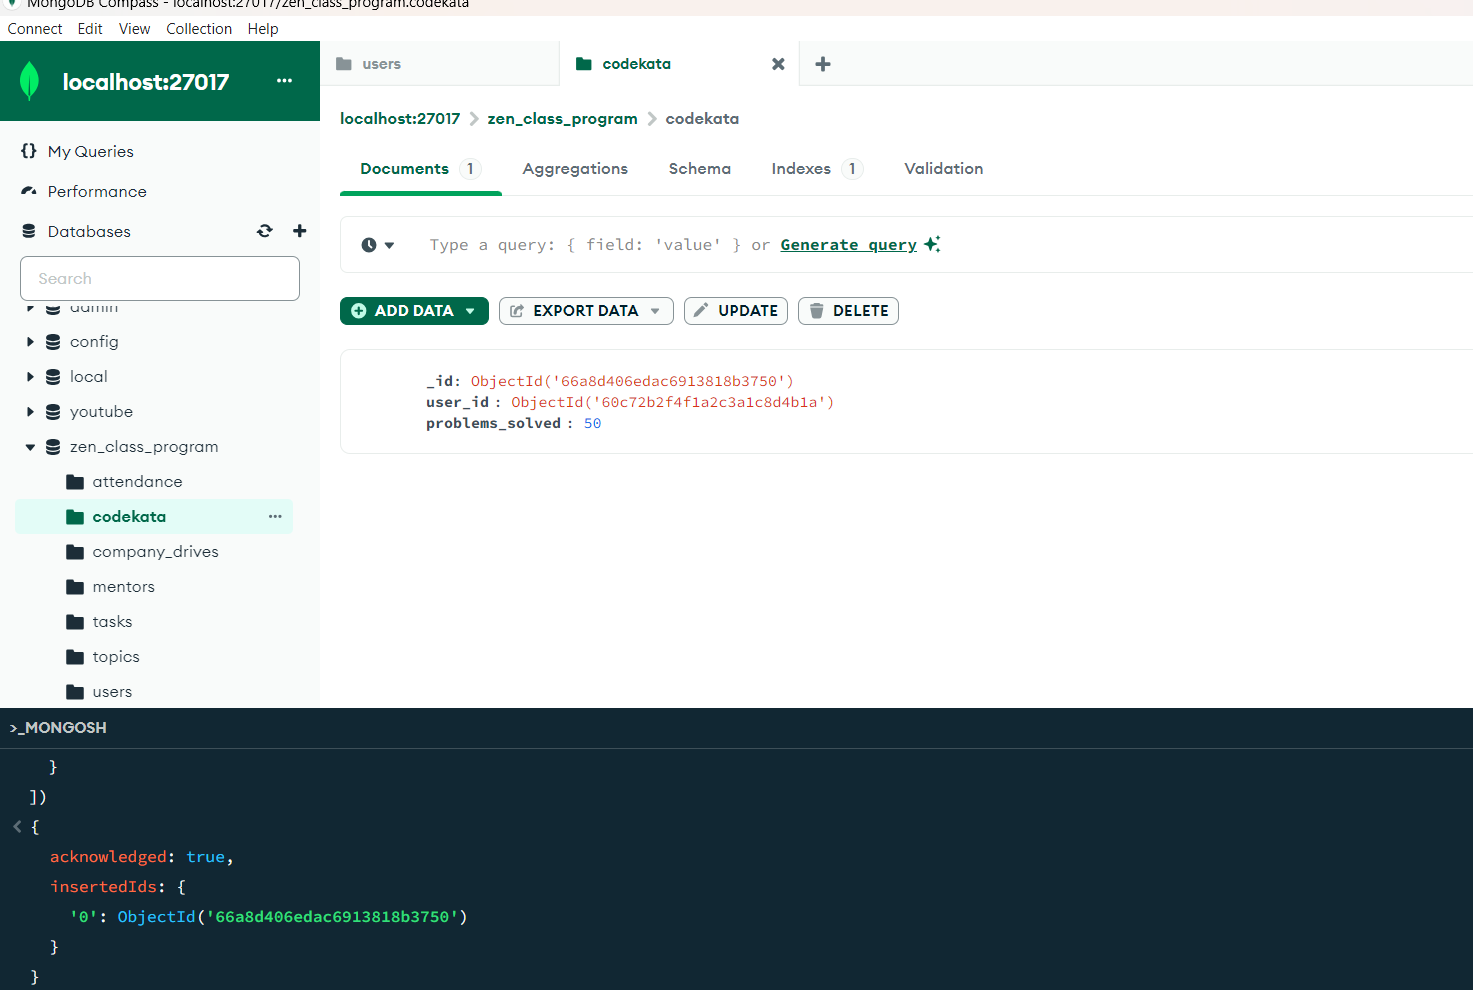 MongoDB Compass - localhost:27017/zen_class_program.codekata
Connect Edit View Collection Help
localhost:27017 ...
users
codekata
localhost:27017 > zen_class_program > codekata
{} My Queries
Performance
Databases
Search
admin
config
local
youtube
zen_class_program
attendance
codekata ...
company_drives
mentors
tasks
topics
users
Documents 1 Aggregations Schema Indexes 1 Validation
Type a query: { field: 'value' } or Generate query
ADD DATA EXPORT DATA UPDATE DELETE
_id: ObjectId('66a8d406edac6913818b3750')
user_id : ObjectId('60c72b2f4f1a2c3a1c8d4b1a')
problems_solved : 50
>_MONGOSH
}
])
< {
acknowledged: true,
insertedIds: {
'0': ObjectId('66a8d406edac6913818b3750')
}
}